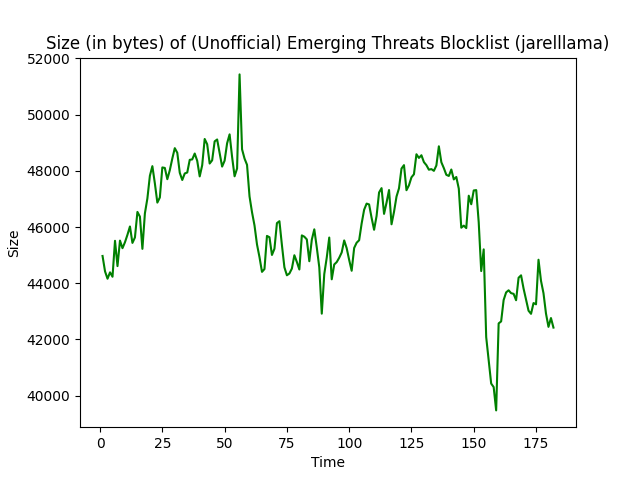 Size (in bytes) of (Unofficial) Emerging Threats Blocklist (jarelllama)
52000
50000
48000
46000
44000
42000
40000
Size
0 25 50 75 100 125 150 175
Time